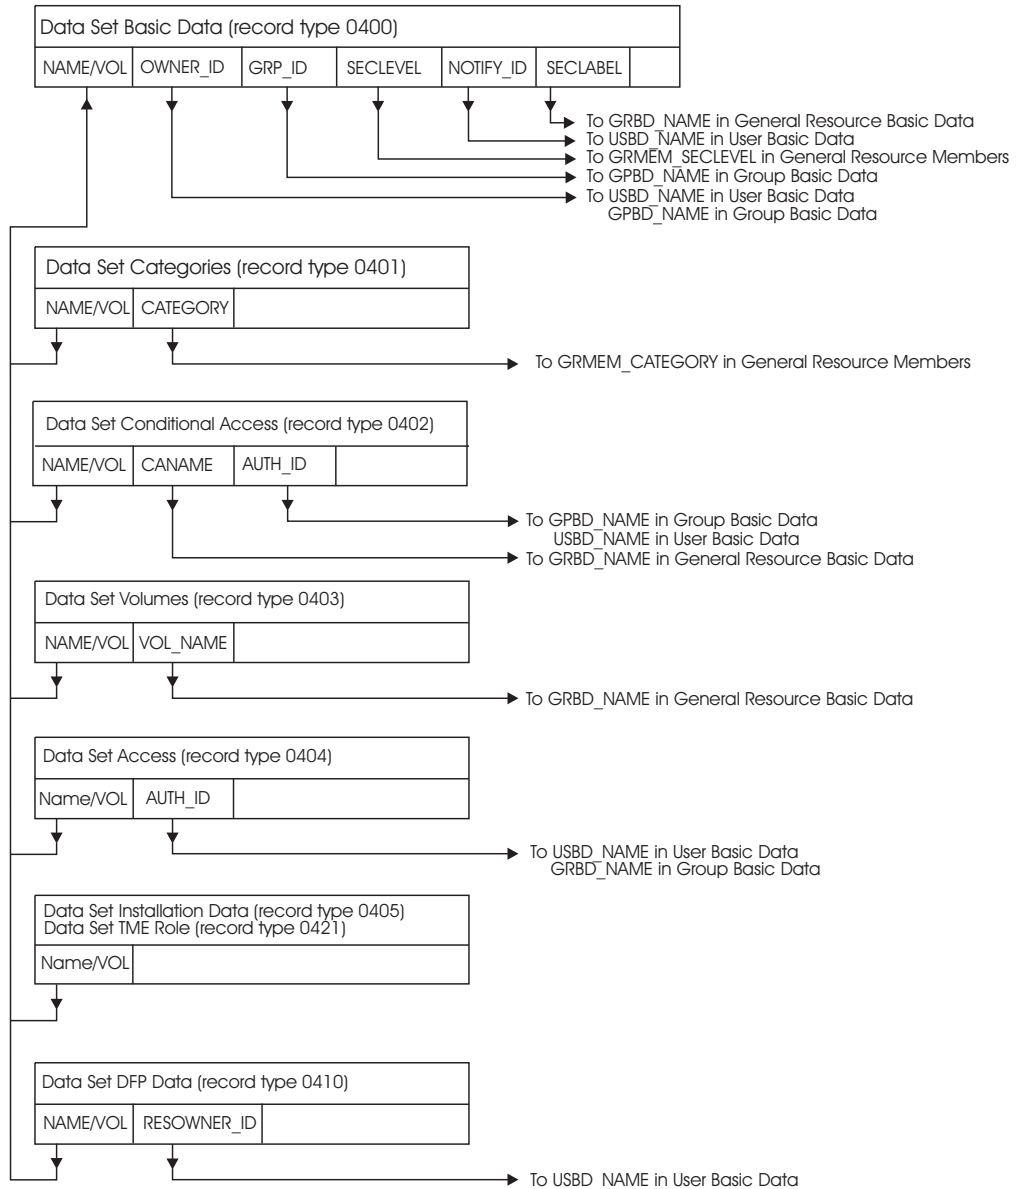 Data Set Basic Data (record type 0400)
NAME/VOL OWNER_ID GRP_ID SECLEVEL NOTIFY_ID SECLABEL
To GRBD_NAME in General Resource Basic Data
To USBD_NAME in User Basic Data
To GRMEM_SECLEVEL in General Resource Members
To GPBD_NAME in Group Basic Data
To USBD_NAME in User Basic Data
GPBD_NAME in Group Basic Data
Data Set Categories (record type 0401)
NAME/VOL CATEGORY
To GRMEM_CATEGORY in General Resource Members
Data Set Conditional Access (record type 0402)
NAME/VOL CANAME AUTH_ID
To GPBD_NAME in Group Basic Data
USBD_NAME in User Basic Data
To GRBD_NAME in General Resource Basic Data
Data Set Volumes (record type 0403)
NAME/VOL VOL_NAME
To GRBD_NAME in General Resource Basic Data
Data Set Access (record type 0404)
Name/VOL AUTH_ID
To USBD_NAME in User Basic Data
GRBD_NAME in Group Basic Data
Data Set Installation Data (record type 0405)
Data Set TME Role (record type 0421)
Name/VOL
Data Set DFP Data (record type 0410)
NAME/VOL RESOWNER_ID
To USBD_NAME in User Basic Data